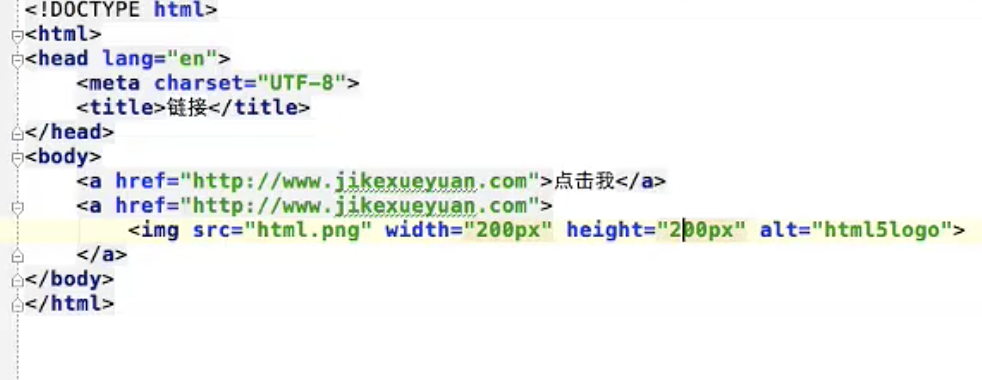 <!DOCTYPE html>
<html>
<head lang="en">
    <meta charset="UTF-8">
    <title>链接</title>
</head>
<body>
    <a href="http://www.jikexueyuan.com">点击我</a>
    <a href="http://www.jikexueyuan.com">
        <img src="html.png" width="200px" height="200px" alt="html5logo">
    </a>
</body>
</html>